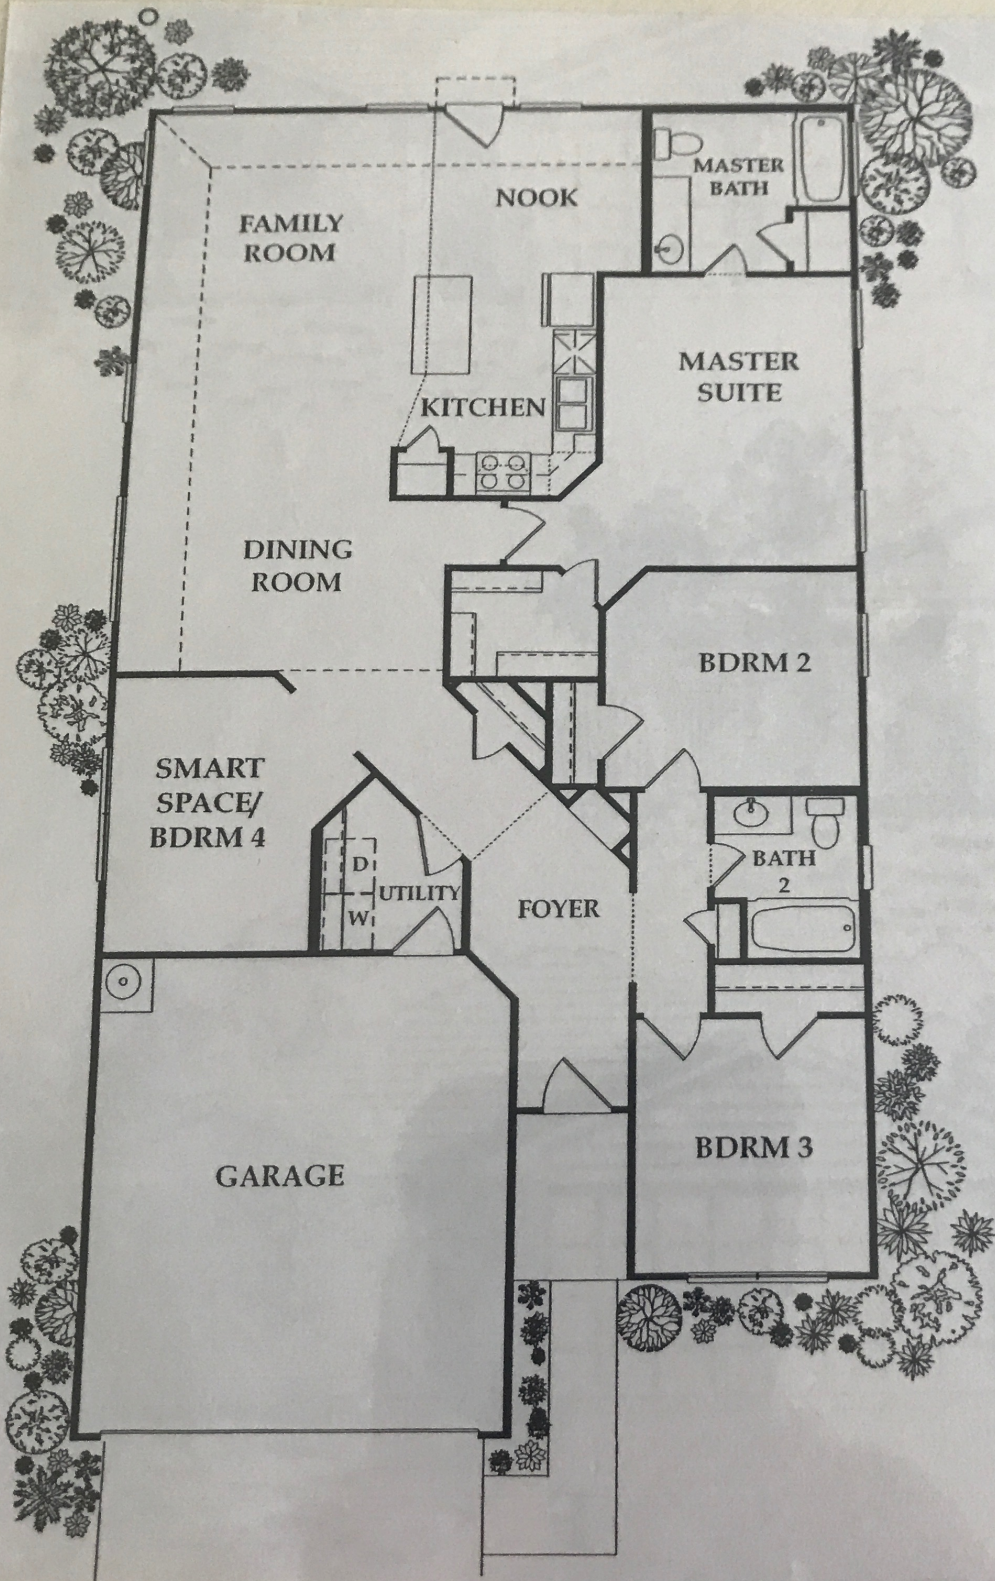 MASTER
BATH
NOOK
FAMILY
ROOM
MASTER
SUITE
KITCHEN
DINING
ROOM
BDRM 2
SMART
SPACE/
BDRM 4
D
W
UTILITY
FOYER
BATH
2
BDRM 3
GARAGE